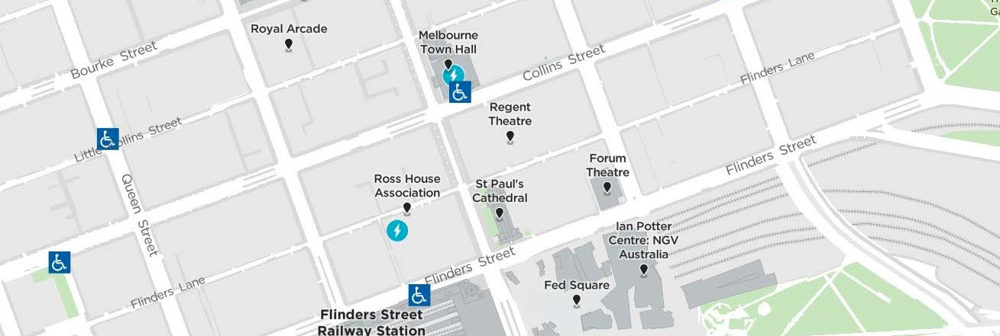 Royal Arcade
Melbourne
Town Hall
Bourke Street
Collins Street
Flinders Lane
Regent
Theatre
Little Collins Street
Forum
Theatre
Flinders Street
Ross House
Association
St Paul's
Cathedral
Queen Street
Ian Potter
Centre: NGV
Australia
Flinders Street
Fed Square
Flinders Lane
Flinders Street
Railway Station